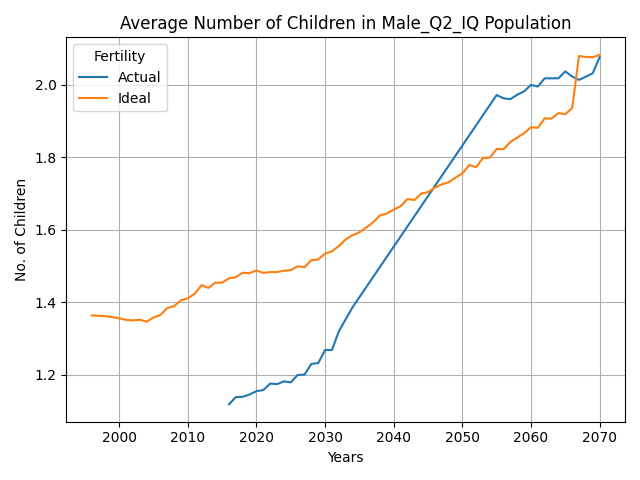 Average Number of Children in Male_Q2_IQ Population
Fertility
Actual
Ideal
No. of Children
2.0
1.8
1.6
1.4
1.2
2000 2010 2020 2030 2040 2050 2060 2070
Years